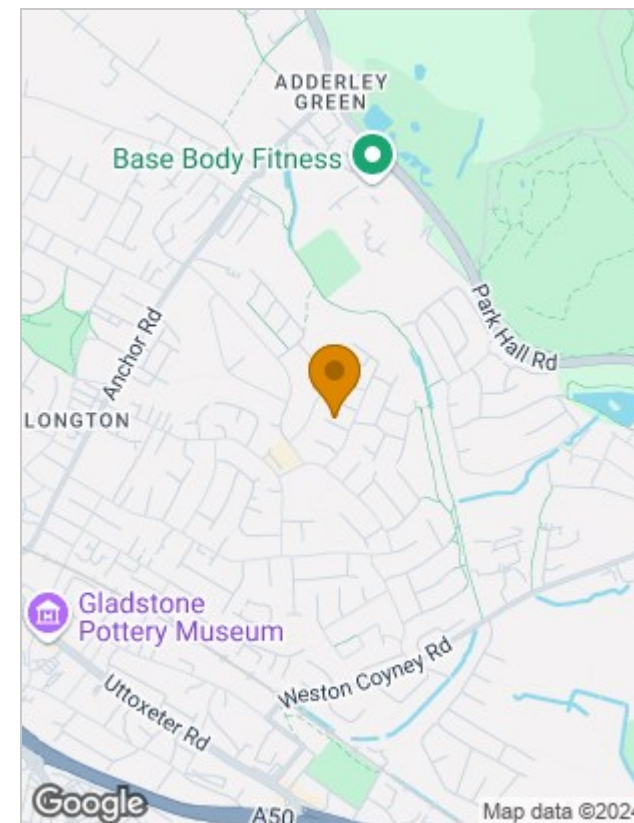 ADDERLEY
GREEN
Base Body Fitness
Park Hall Rd
Anchor Rd
LONGTON
Gladstone
Pottery Museum
Weston Coyney Rd
Uttoxeter Rd
A50
Google
Map data ©2024